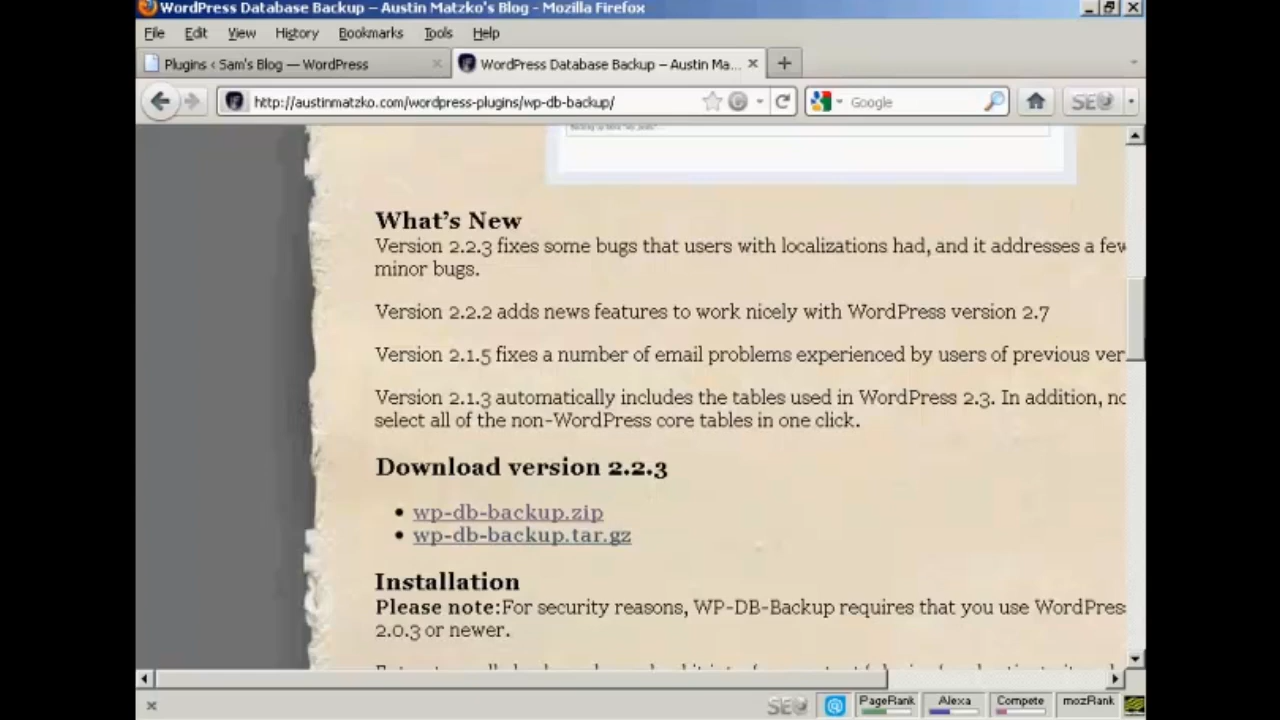 WordPress Database Backup – Austin Matzko's Blog - Mozilla Firefox
File Edit View History Bookmarks Tools Help
Plugins ‹ Sam's Blog — WordPress
WordPress Database Backup – Austin Ma...
http://austinmatzko.com/wordpress-plugins/wp-db-backup/
Google
SE
What's New
Version 2.2.3 fixes some bugs that users with localizations had, and it addresses a few
minor bugs.
Version 2.2.2 adds news features to work nicely with WordPress version 2.7
Version 2.1.5 fixes a number of email problems experienced by users of previous ver
Version 2.1.3 automatically includes the tables used in WordPress 2.3. In addition, no
select all of the non-WordPress core tables in one click.
Download version 2.2.3
wp-db-backup.zip
wp-db-backup.tar.gz
Installation
Please note:For security reasons, WP-DB-Backup requires that you use WordPres
2.0.3 or newer.
SE
PageRank
Alexa
Compete
mozRank